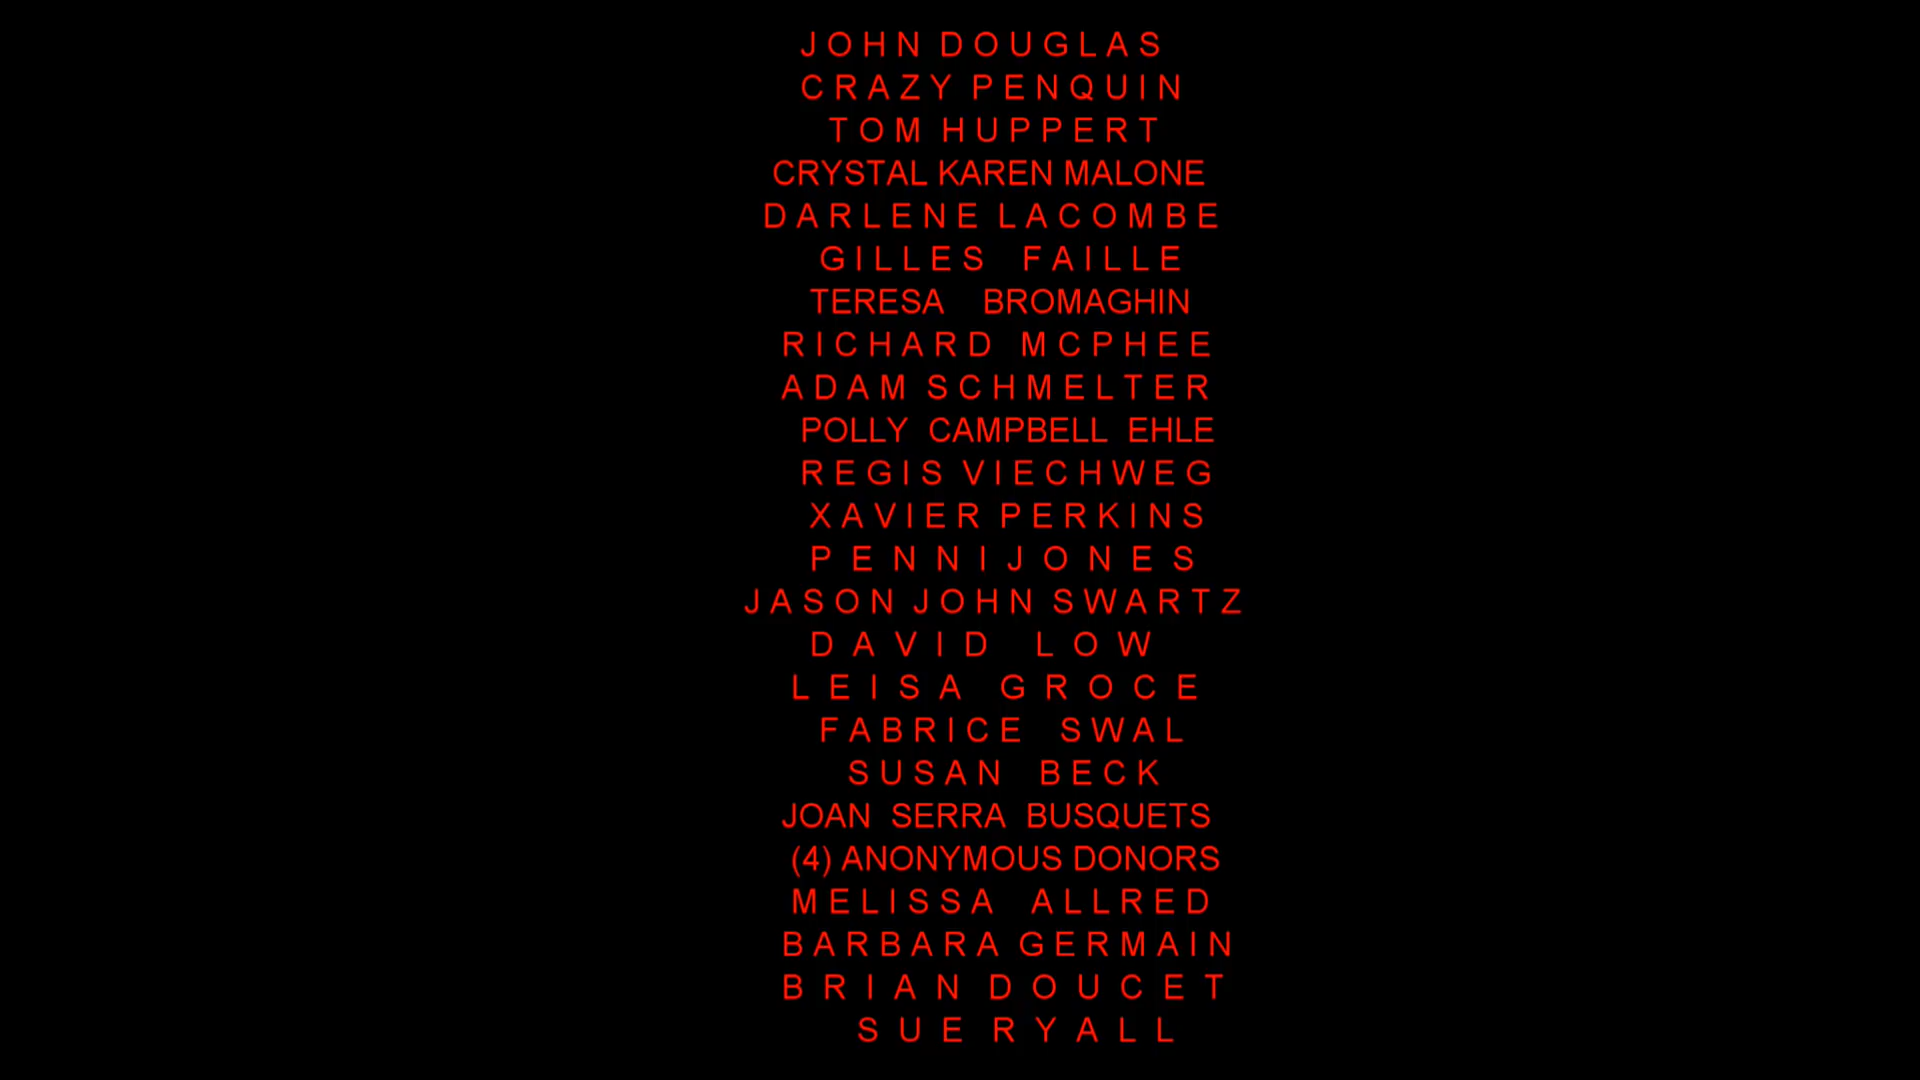 JOHN DOUGLAS
CRAZY PENQUIN
TOM HUPPERT
CRYSTAL KAREN MALONE
DARLENE LACOMBE
GILLES FAILLE
TERESA BROMAGHIN
RICHARD MCPHEE
ADAM SCHMELTER
POLLY CAMPBELL EHLE
REGIS VIECHWEG
XAVIER PERKINS
PENNI JONES
JASON JOHN SWARTZ
DAVID LOW
LEISA GROCE
FABRICE SWAL
SUSAN BECK
JOAN SERRA BUSQUETS
(4) ANONYMOUS DONORS
MELISSA ALLRED
BARBARA GERMAIN
BRIAN DOUCET
SUE RYALL